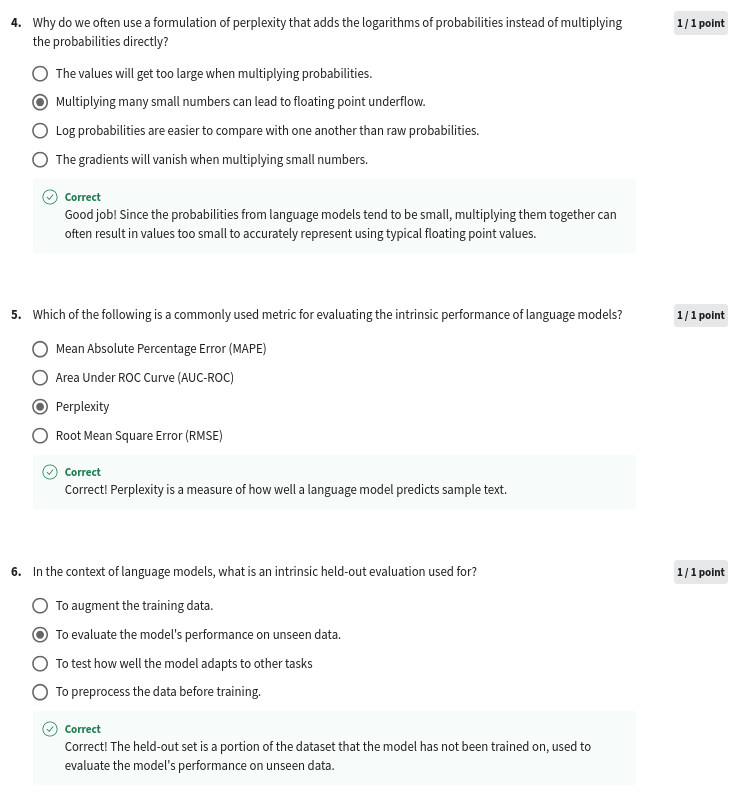 4. Why do we often use a formulation of perplexity that adds the logarithms of probabilities instead of multiplying 1 / 1 point
the probabilities directly?
The values will get too large when multiplying probabilities.
Multiplying many small numbers can lead to floating point underflow.
Log probabilities are easier to compare with one another than raw probabilities.
The gradients will vanish when multiplying small numbers.
Correct
Good job! Since the probabilities from language models tend to be small, multiplying them together can
often result in values too small to accurately represent using typical floating point values.
5. Which of the following is a commonly used metric for evaluating the intrinsic performance of language models? 1 / 1 point
Mean Absolute Percentage Error (MAPE)
Area Under ROC Curve (AUC-ROC)
Perplexity
Root Mean Square Error (RMSE)
Correct
Correct! Perplexity is a measure of how well a language model predicts sample text.
6. In the context of language models, what is an intrinsic held-out evaluation used for? 1 / 1 point
To augment the training data.
To evaluate the model's performance on unseen data.
To test how well the model adapts to other tasks
To preprocess the data before training.
Correct
Correct! The held-out set is a portion of the dataset that the model has not been trained on, used to
evaluate the model's performance on unseen data.